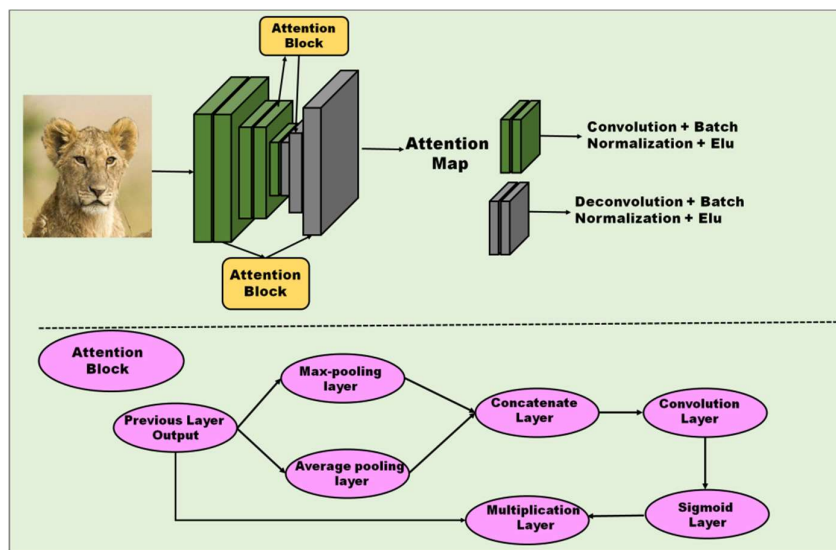 Attention
Block
Attention
Map
Convolution + Batch
Normalization + Elu
Deconvolution + Batch
Normalization + Elu
Attention
Block
Attention
Block
Max-pooling
layer
Previous Layer
Output
Concatenate
Layer
Convolution
Layer
Average pooling
layer
Multiplication
Layer
Sigmoid
Layer